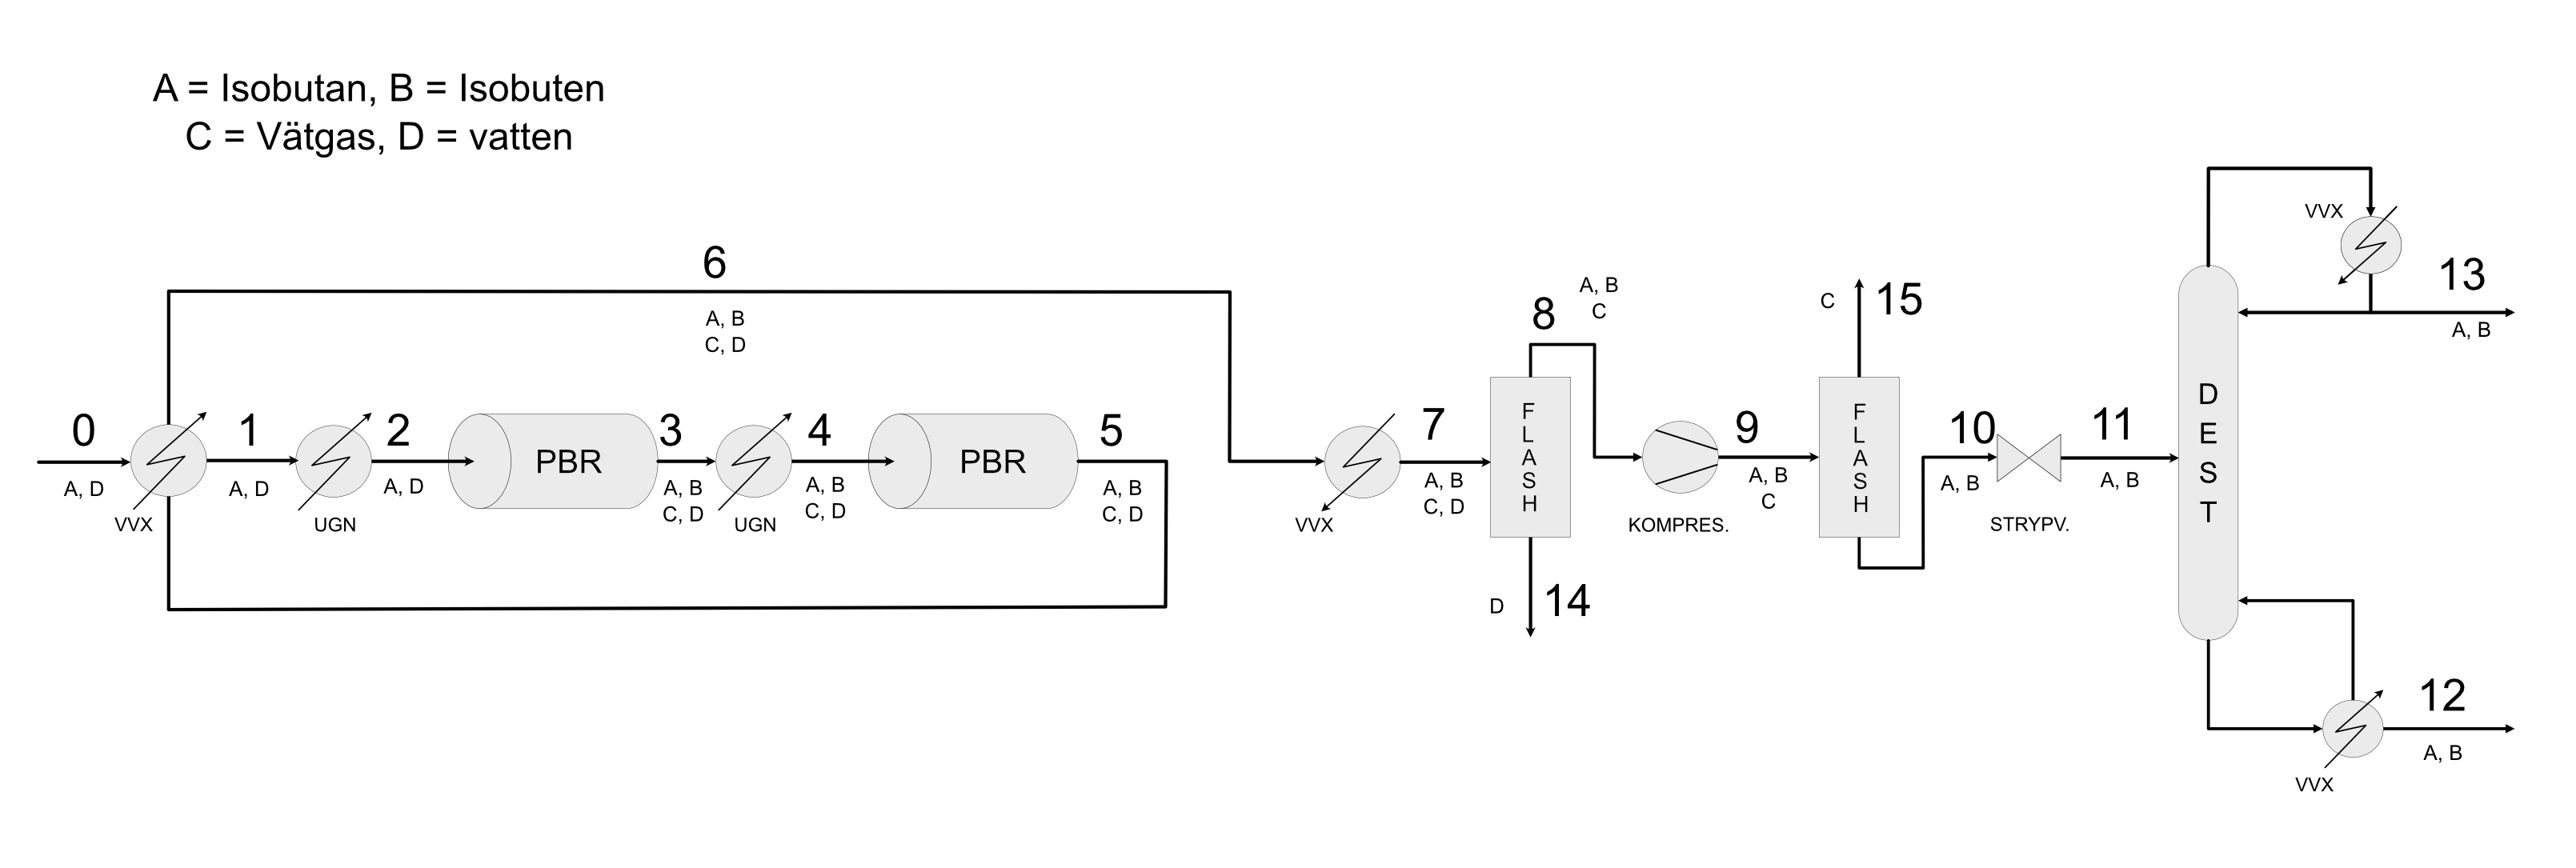 A = Isobutan, B = Isobuten
C = Vätgas, D = vatten
0
A, D
VVX
1
A, D
UGN
2
A, D
PBR
3
A, B
C, D
UGN
4
A, B
C, D
PBR
5
A, B
C, D
6
A, B
C, D
VVX
7
A, B
C, D
FLASH
8
A, B
C
D
14
KOMPRES.
9
A, B
C
FLASH
C
15
10
A, B
STRYPV.
11
A, B
DEST
VVX
13
A, B
12
A, B
VVX